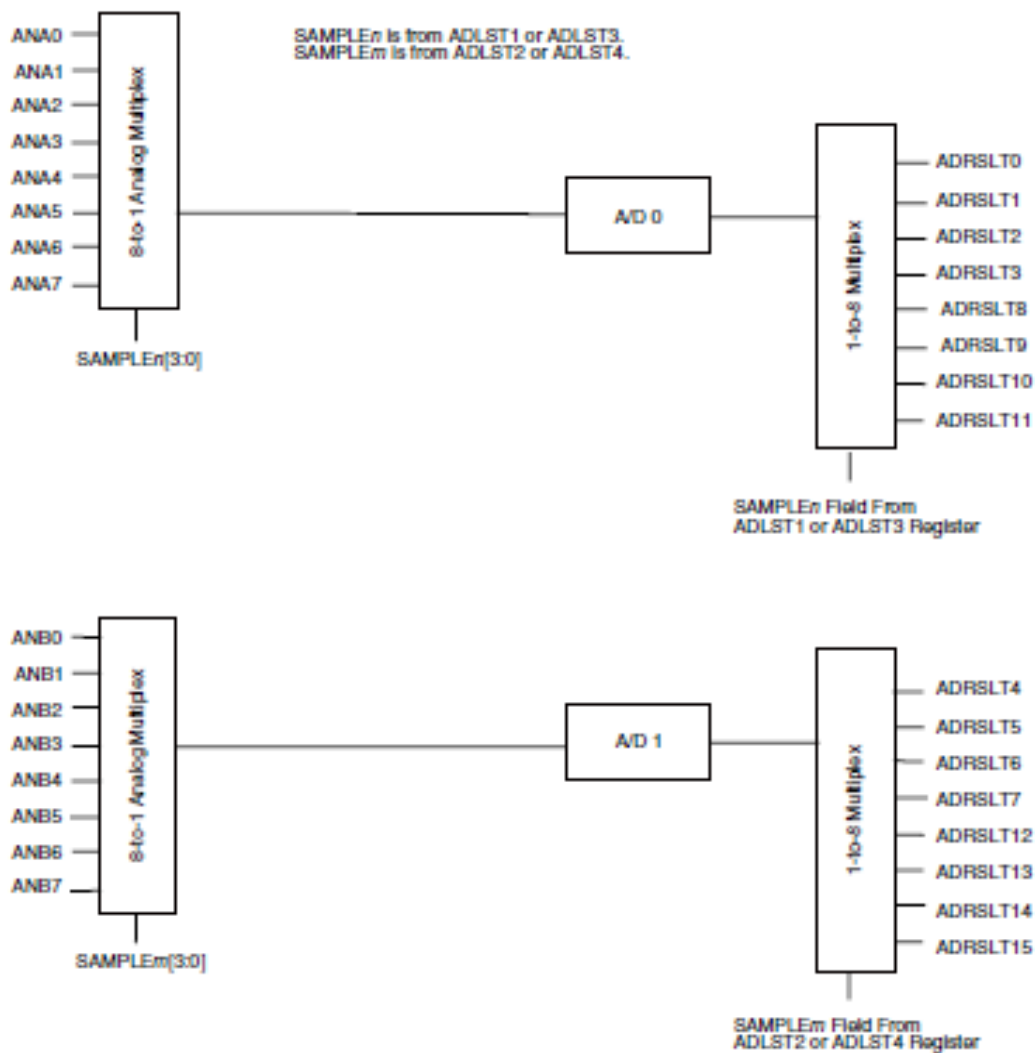 SAMPLEn is from ADLST1 or ADLST3.
SAMPLEm is from ADLST2 or ADLST4.
ANA0
ANA1
ANA2
ANA3
ANA4
ANA5
ANA6
ANA7
8-to-1 Analog Multiplex
SAMPLEn[3:0]
A/D 0
1-to-8 Multiplex
ADRSLT0
ADRSLT1
ADRSLT2
ADRSLT3
ADRSLT8
ADRSLT9
ADRSLT10
ADRSLT11
SAMPLEn Field From
ADLST1 or ADLST3 Register
ANB0
ANB1
ANB2
ANB3
ANB4
ANB5
ANB6
ANB7
8-to-1 Analog Multiplex
SAMPLEm[3:0]
A/D 1
1-to-8 Multiplex
ADRSLT4
ADRSLT5
ADRSLT6
ADRSLT7
ADRSLT12
ADRSLT13
ADRSLT14
ADRSLT15
SAMPLEm Field From
ADLST2 or ADLST4 Register